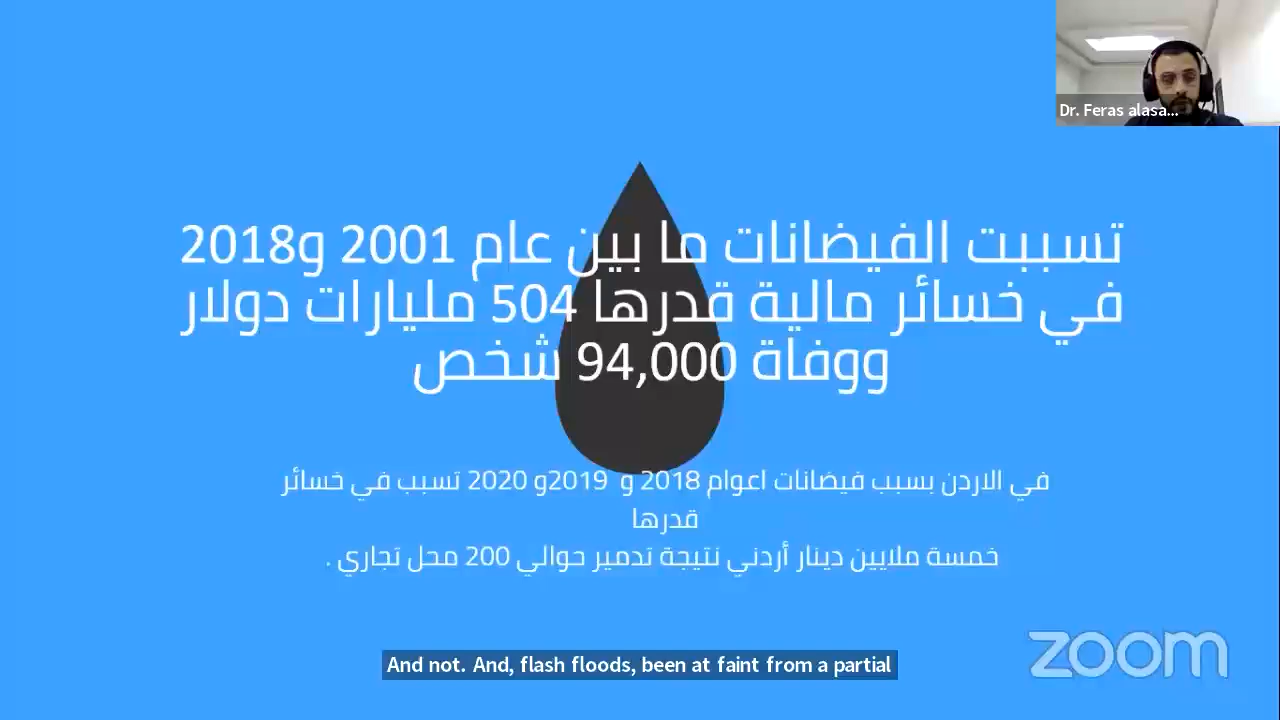 Dr. Feras alasa...
تسببت الفيضانات ما بين عام 2001 و2018
في خسائر مالية قدرها 504 مليارات دولار
ووفاة 94,000 شخص
في الاردن بسبب فيضانات اعوام 2018 و 2019و 2020 تسبب في خسائر
قدرها
خمسة ملايين دينار أردني نتيجة تدمير حوالي 200 محل تجاري .
And not. And, flash floods, been at faint from a partial
zoom